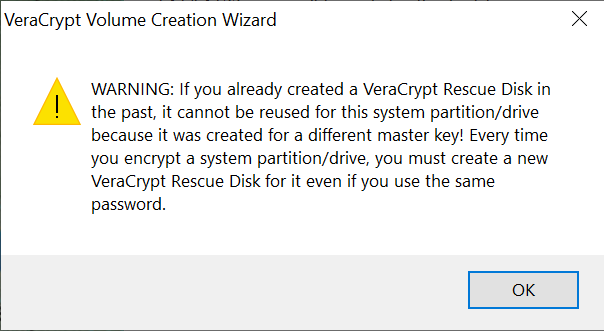 VeraCrypt Volume Creation Wizard
WARNING: If you already created a VeraCrypt Rescue Disk in
the past, it cannot be reused for this system partition/drive
because it was created for a different master key! Every time
you encrypt a system partition/drive, you must create a new
VeraCrypt Rescue Disk for it even if you use the same
password.
OK